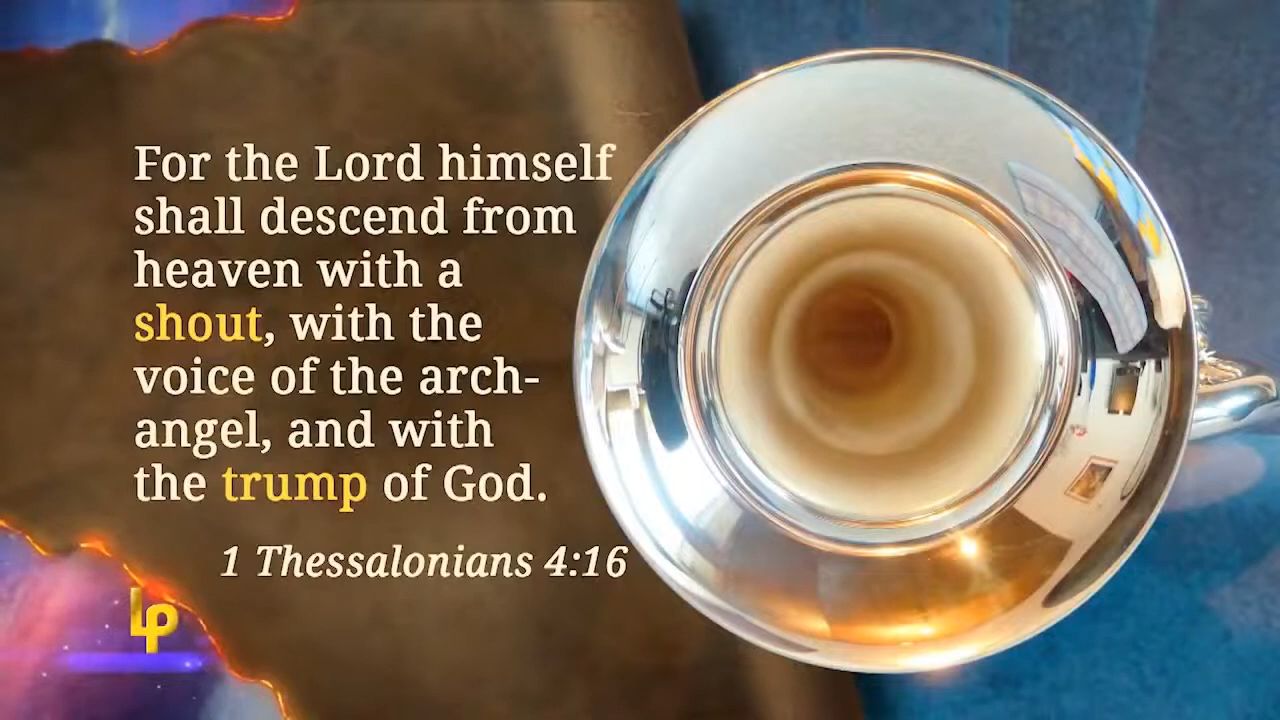 For the Lord himself
shall descend from
heaven with a
shout, with the
voice of the arch-
angel, and with
the trump of God.
1 Thessalonians 4:16
LP